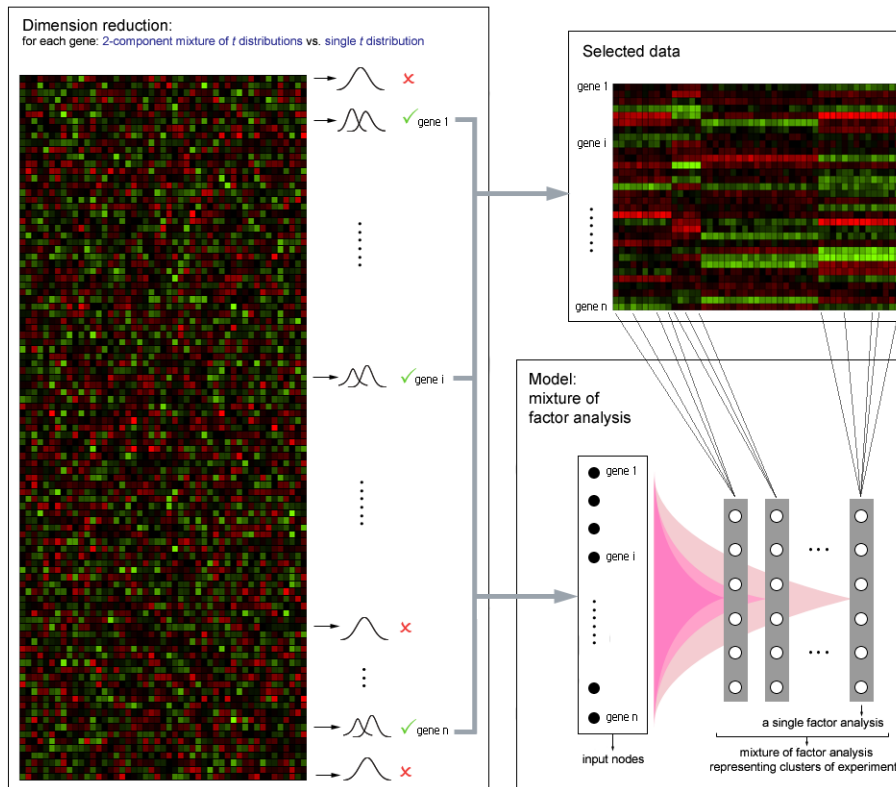 Dimension reduction:
for each gene: 2-component mixture of t distributions vs. single t distribution
gene 1
gene i
gene n
Selected data
gene 1
gene i
gene n
Model:
mixture of
factor analysis
gene 1
gene i
gene n
input nodes
a single factor analysis
mixture of factor analysis
representing clusters of experiment